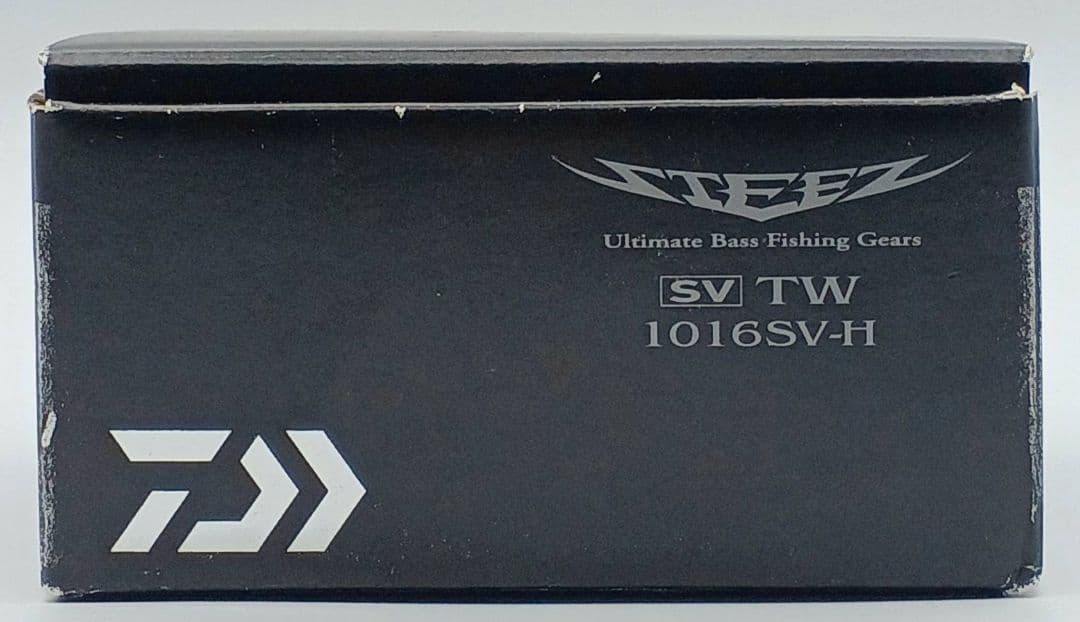 STEEZ
Ultimate Bass Fishing Gears
SV TW
1016SV-H